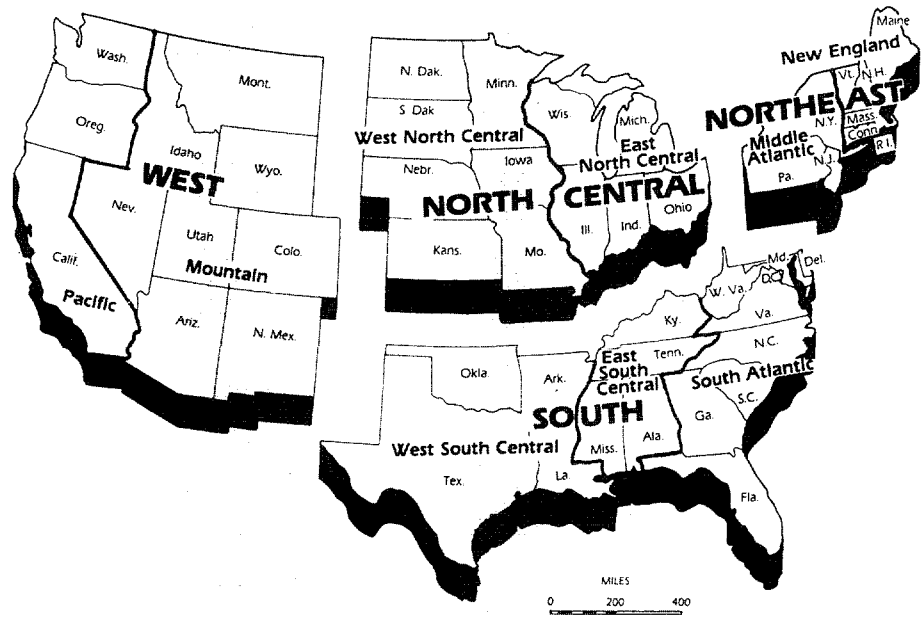 Maine
New England
Wash.
Mont.
N. Dak.
Minn.
Vt.
N.H.
NORTHEAST
S Dak
Wis.
Mich.
Oreg.
West North Central
East
North Central
N.Y.
Mass.
Conn.
R I.
Middle
Atlantic
Idaho
Wyo.
Iowa
Nebr.
N.J.
Pa.
WEST
NORTH CENTRAL
Nev.
Utah
Colo.
Kans.
Mo.
Ill.
Ind.
Ohio
Calif.
Mountain
Pacific
Md.
Del.
D.C.
W. Va.
Va.
Ariz.
N. Mex.
Ky.
N.C.
Okla.
Ark.
East
South
Central
Tenn.
South Atlantic
S.C.
SOUTH
Ga.
West South Central
Miss.
Ala.
Tex.
La.
Fla.
MILES
0 200 400